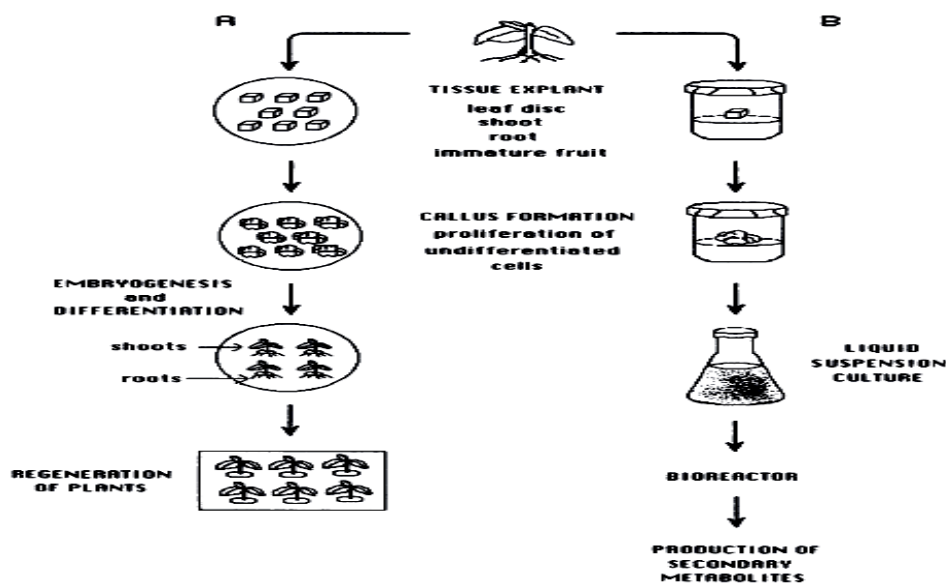 A
B
TISSUE EXPLANT
leaf disc
shoot
root
immature fruit
CALLUS FORMATION
proliferation of
undifferentiated
cells
EMBRYOGENESIS
and
DIFFERENTIATION
shoots
roots
LIQUID
SUSPENSION
CULTURE
REGENERATION
OF PLANTS
BIOREACTOR
PRODUCTION OF
SECONDARY
METABOLITES